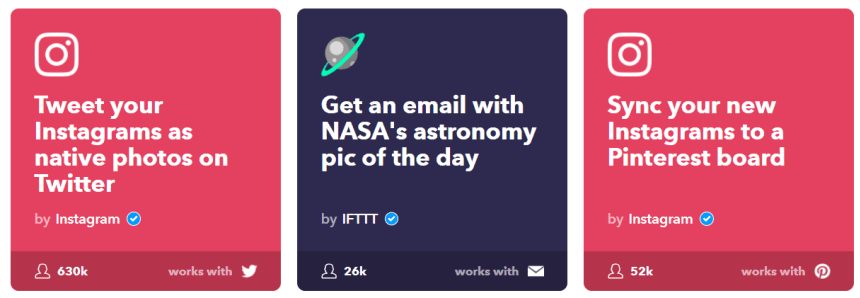 Tweet your
Instagrams as
native photos on
Twitter
by Instagram
630k works with
Get an email with
NASA's astronomy
pic of the day
by IFTTT
26k works with
Sync your new
Instagrams to a
Pinterest board
by Instagram
52k works with